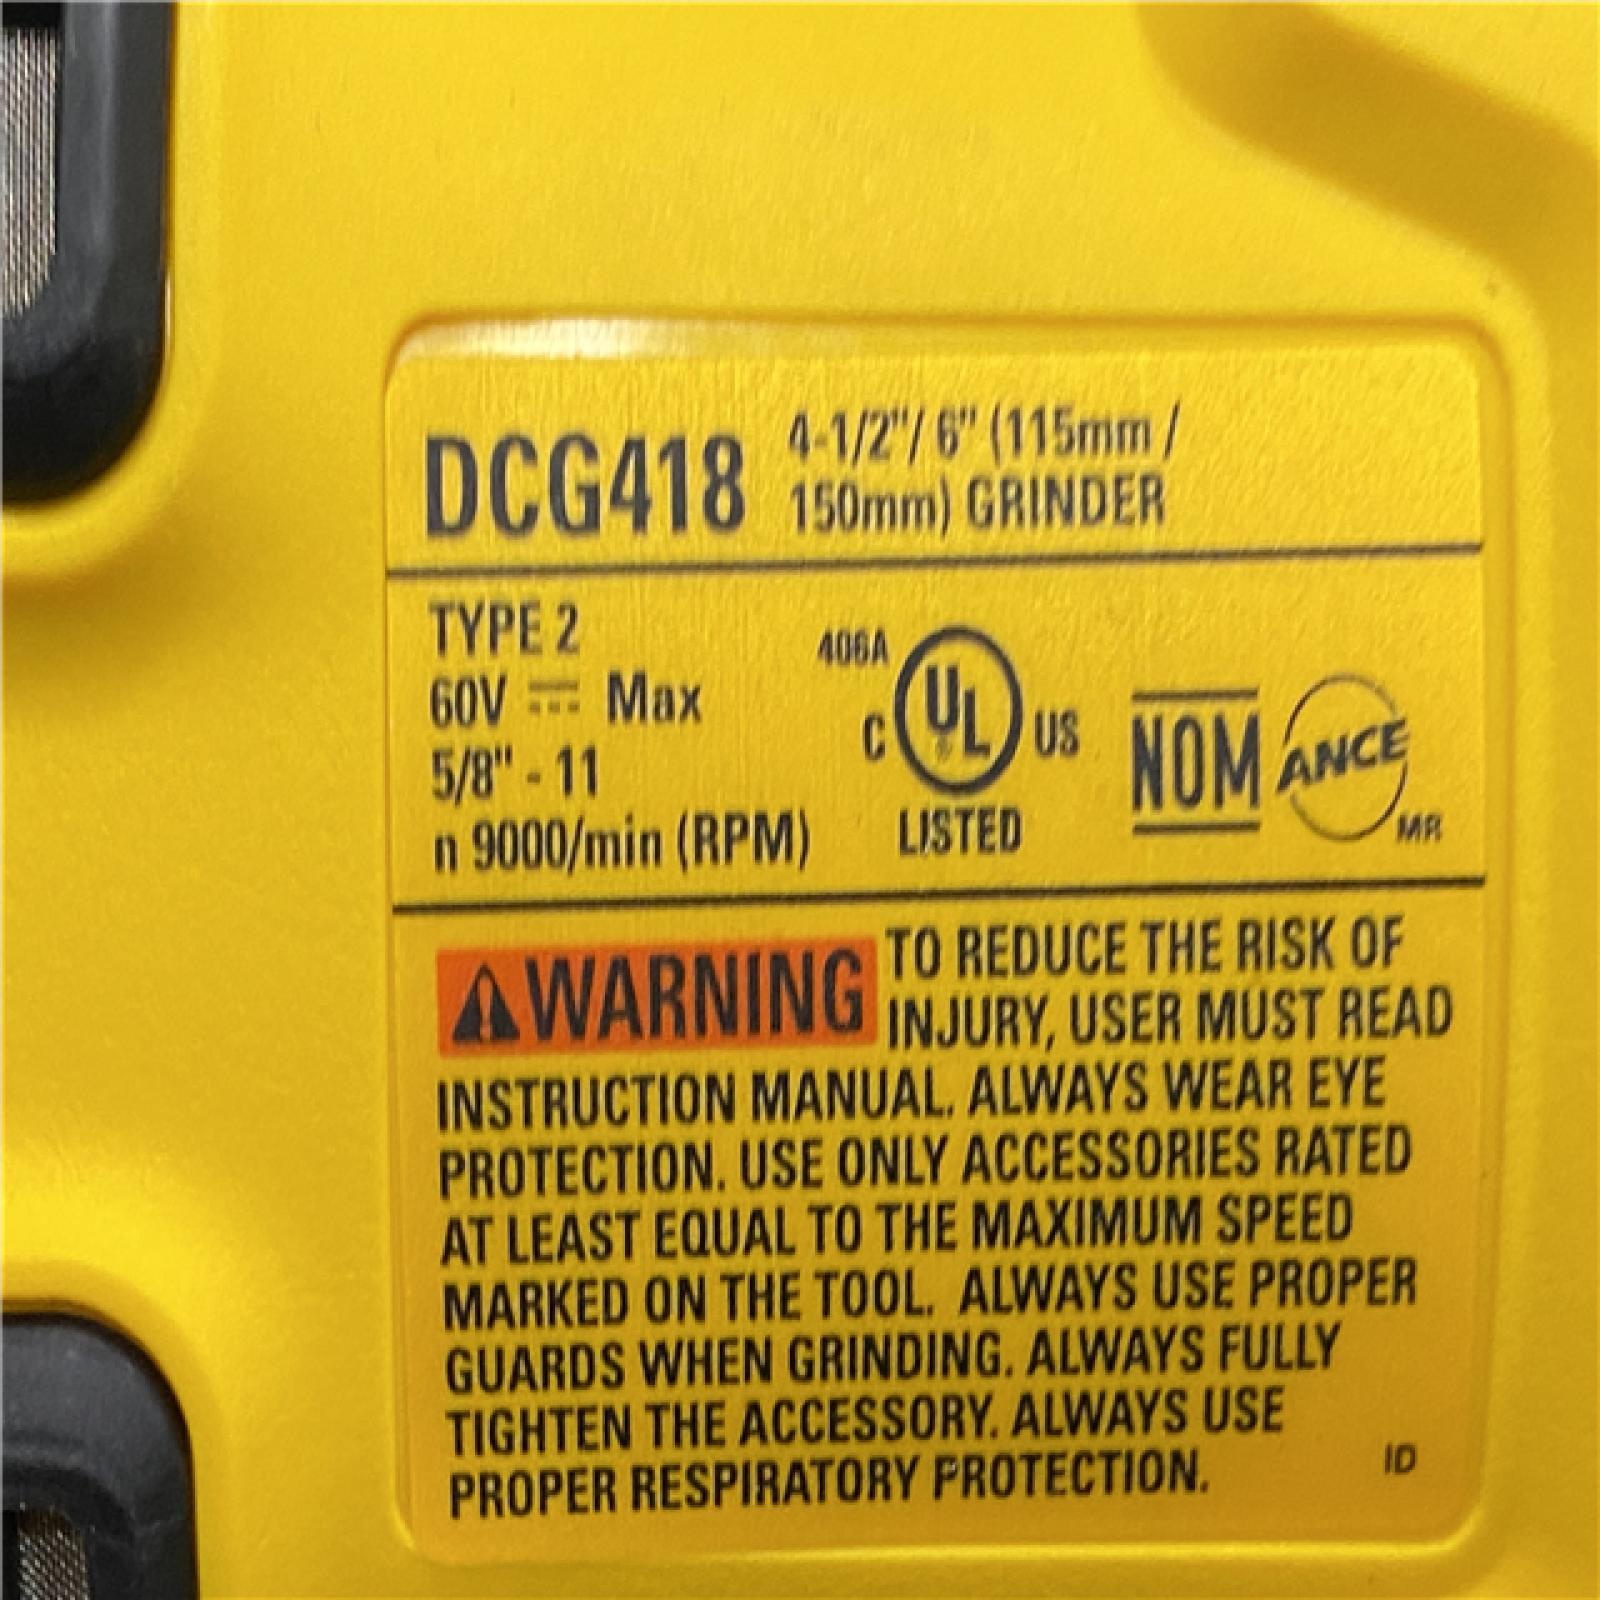 DCG418 4-1/2"/ 6" (115mm /
150mm) GRINDER
TYPE 2
60V ⎓ Max
5/8" - 11
n 9000/min (RPM)
406A
C UL US
LISTED
NOM
ANCE
MR
WARNING TO REDUCE THE RISK OF
INJURY, USER MUST READ
INSTRUCTION MANUAL. ALWAYS WEAR EYE
PROTECTION. USE ONLY ACCESSORIES RATED
AT LEAST EQUAL TO THE MAXIMUM SPEED
MARKED ON THE TOOL. ALWAYS USE PROPER
GUARDS WHEN GRINDING. ALWAYS FULLY
TIGHTEN THE ACCESSORY. ALWAYS USE
PROPER RESPIRATORY PROTECTION.
ID